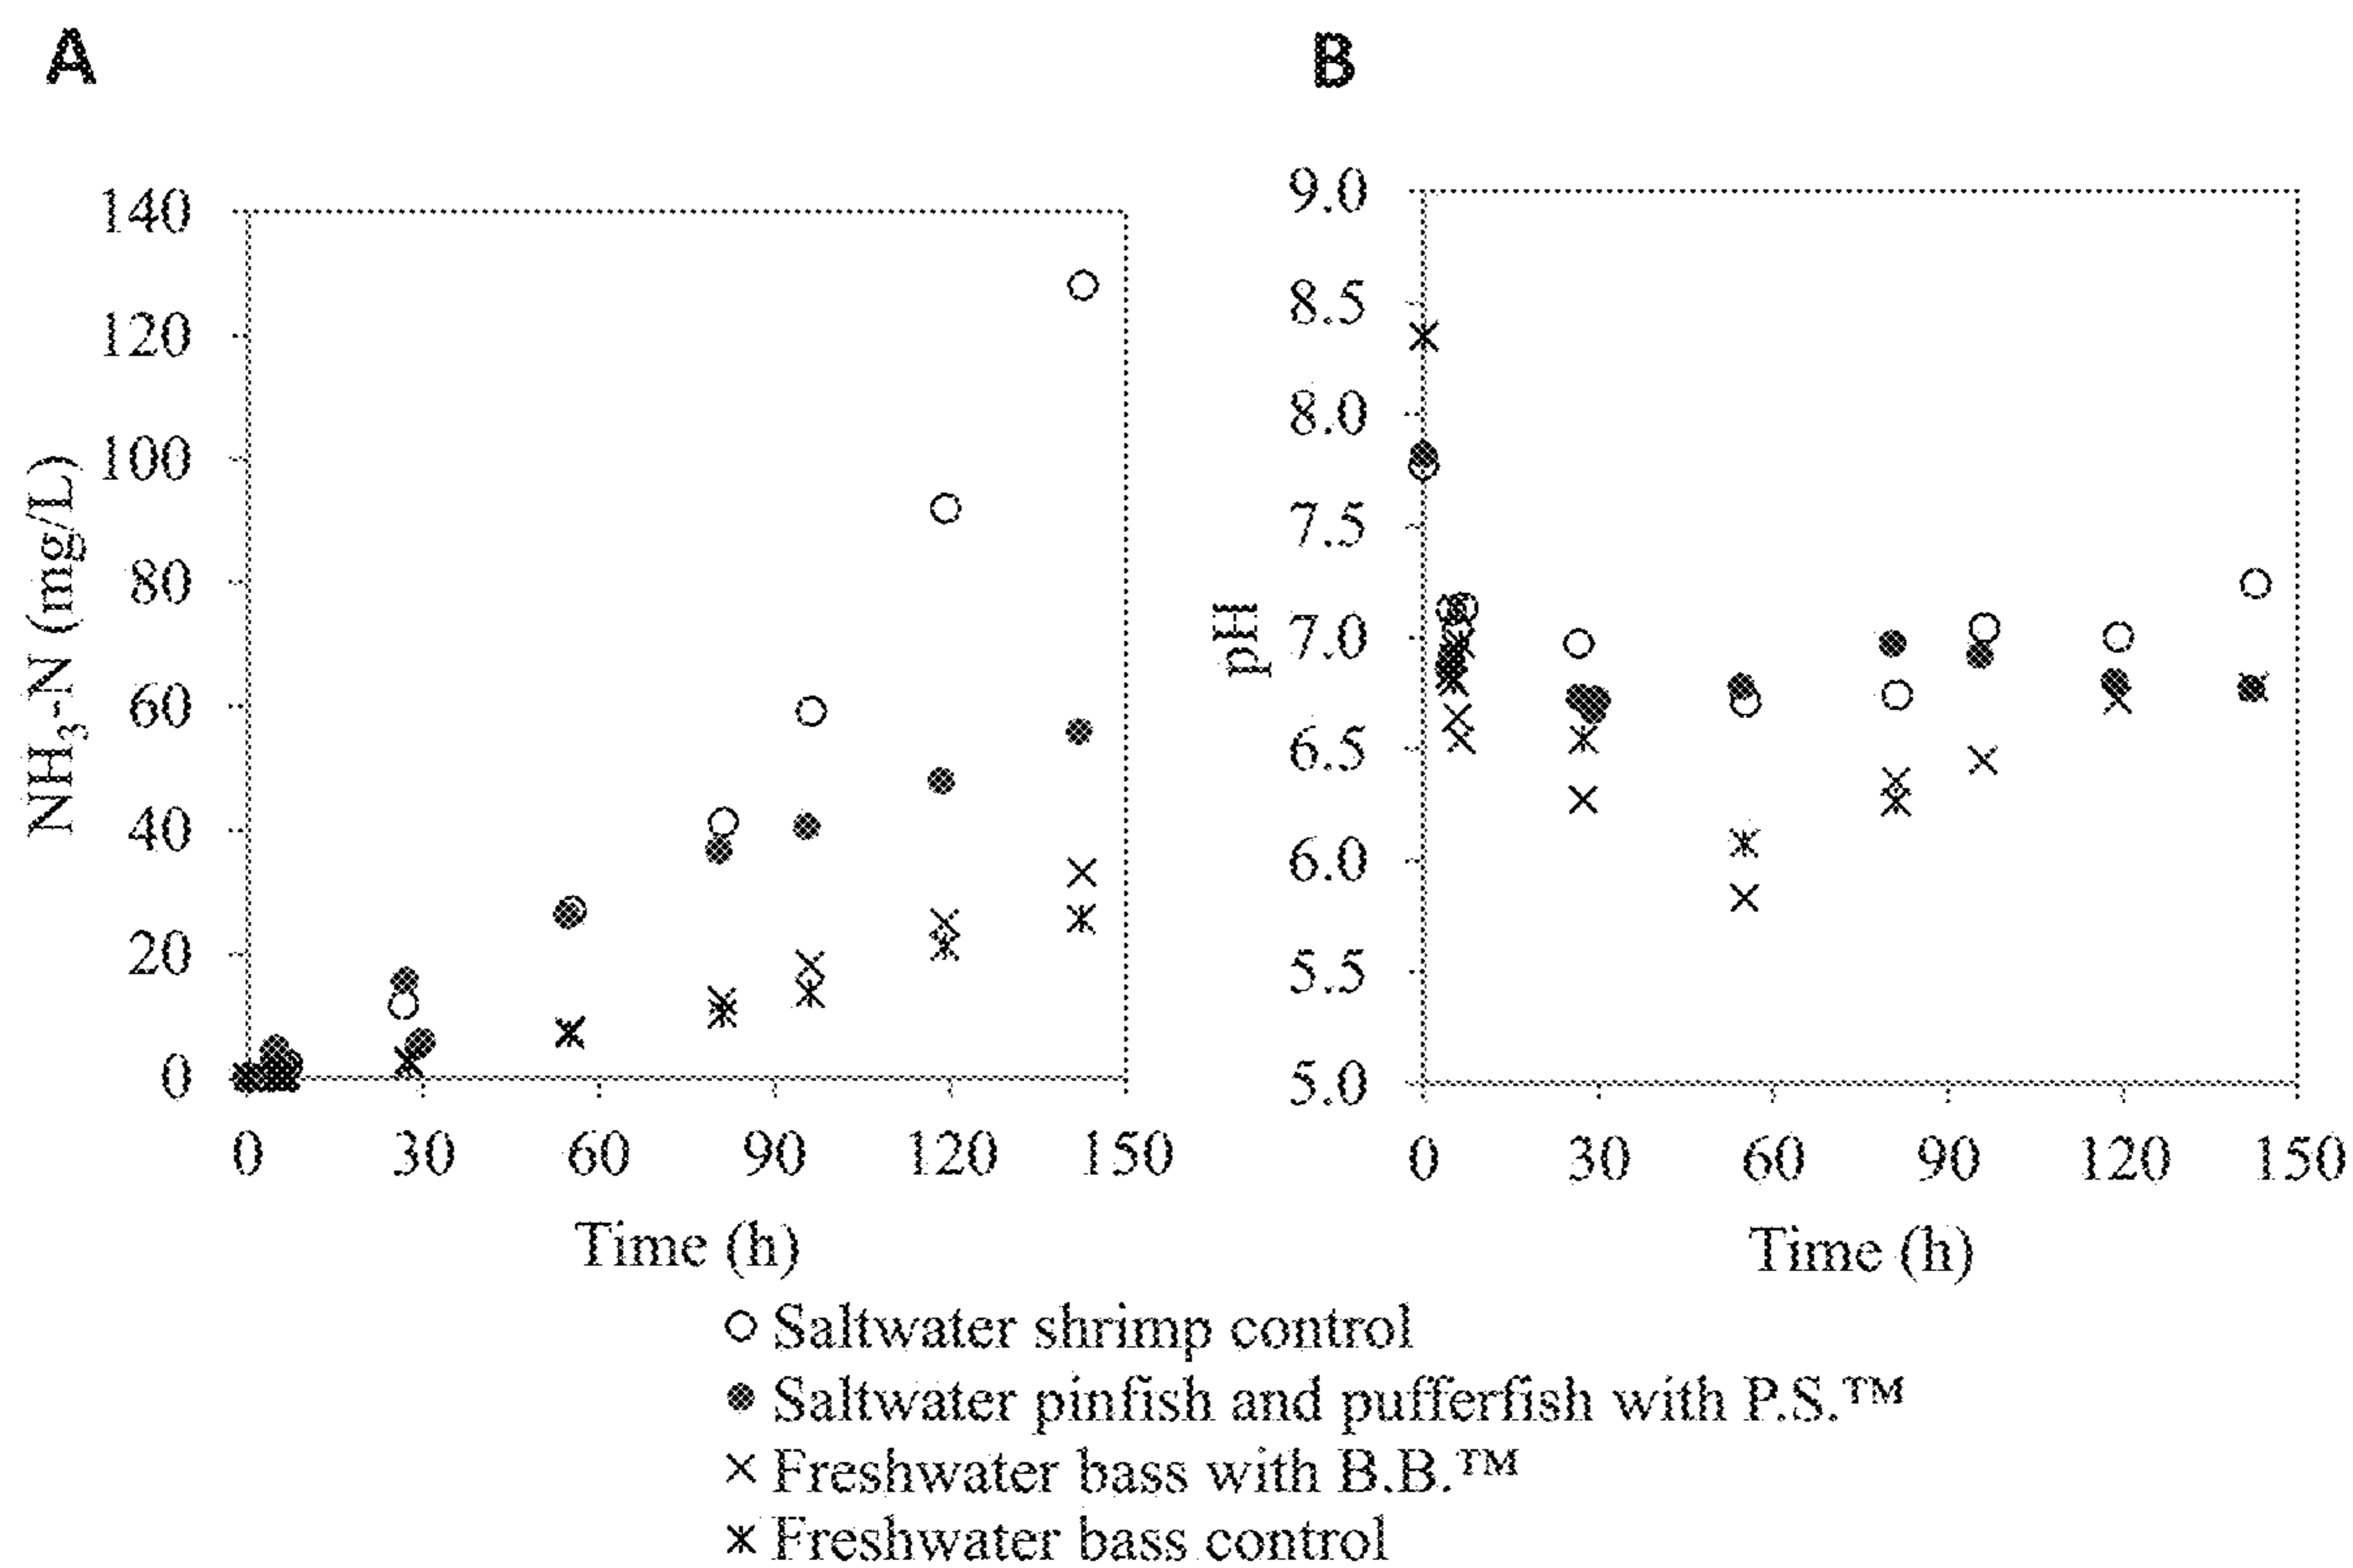 A
B
140
120
100
80
60
40
20
0
NH3-N (mg/L)
0 30 60 90 120 150
Time (h)
9.0
8.5
8.0
7.5
7.0
6.5
6.0
5.5
5.0
pH
0 30 60 90 120 150
Time (h)
Saltwater shrimp control
Saltwater pinfish and pufferfish with P.S.™
Freshwater bass with B.B.™
Freshwater bass control